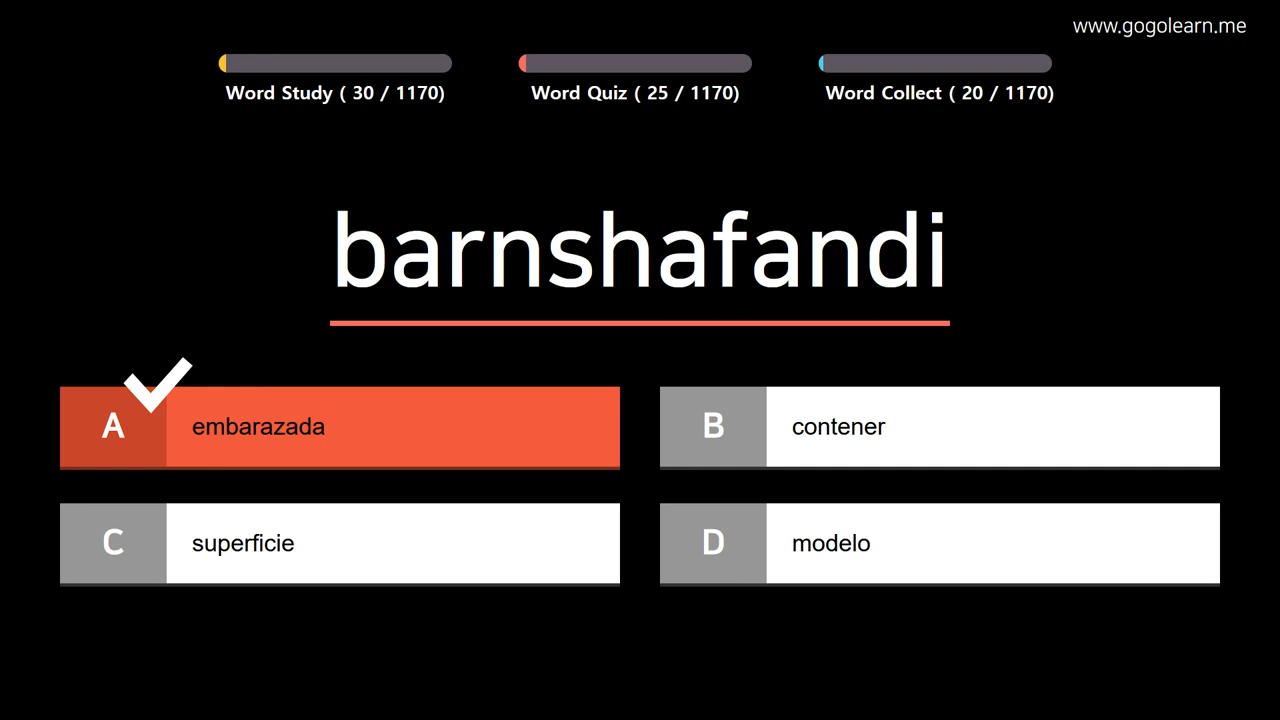 www.gogolearn.me
Word Study ( 30 / 1170)
Word Quiz ( 25 / 1170)
Word Collect ( 20 / 1170)
barnshafandi
A embarazada
B contener
C superficie
D modelo